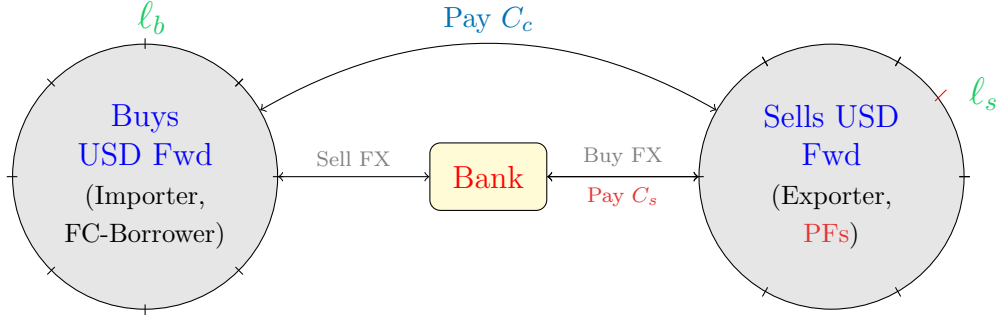 Pay C_c
ℓ_b
ℓ_s
Buys
USD Fwd
(Importer,
FC-Borrower)
Sell FX
Bank
Buy FX
Pay C_s
Sells USD
Fwd
(Exporter,
PFs)